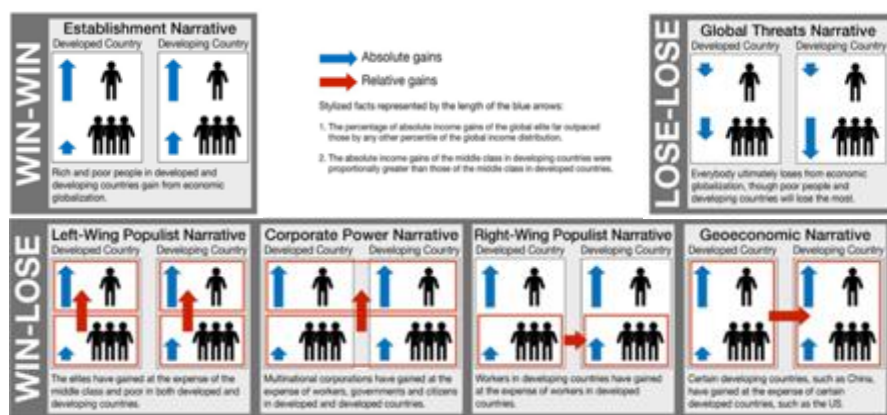 WIN-WIN
Establishment Narrative
Developed Country Developing Country
Rich and poor people in developed and
developing countries gain from economic
globalization.
Absolute gains
Relative gains
Stylized facts represented by the length of the blue arrows:
1. The percentage of absolute income gains of the global elite far outpaced
those by any other percentile of the global income distribution.
2. The absolute income gains of the middle class in developing countries were
proportionally greater than those of the middle class in developed countries.
LOSE-LOSE
Global Threats Narrative
Developed Country Developing Country
Everybody ultimately loses from economic
globalization, though poor people and
developing countries will lose the most.
WIN-LOSE
Left-Wing Populist Narrative
Developed Country Developing Country
The elites have gained at the expense of the
middle class and poor in both developed and
developing countries.
Corporate Power Narrative
Developed Country Developing Country
Multinational corporations have gained at the
expense of workers, governments and citizens
in developed and developed countries.
Right-Wing Populist Narrative
Developed Country Developing Country
Workers in developing countries have gained
at the expense of workers in developed
countries.
Geoeconomic Narrative
Developed Country Developing Country
Certain developing countries, such as China,
have gained at the expense of certain
developed countries, such as the US.